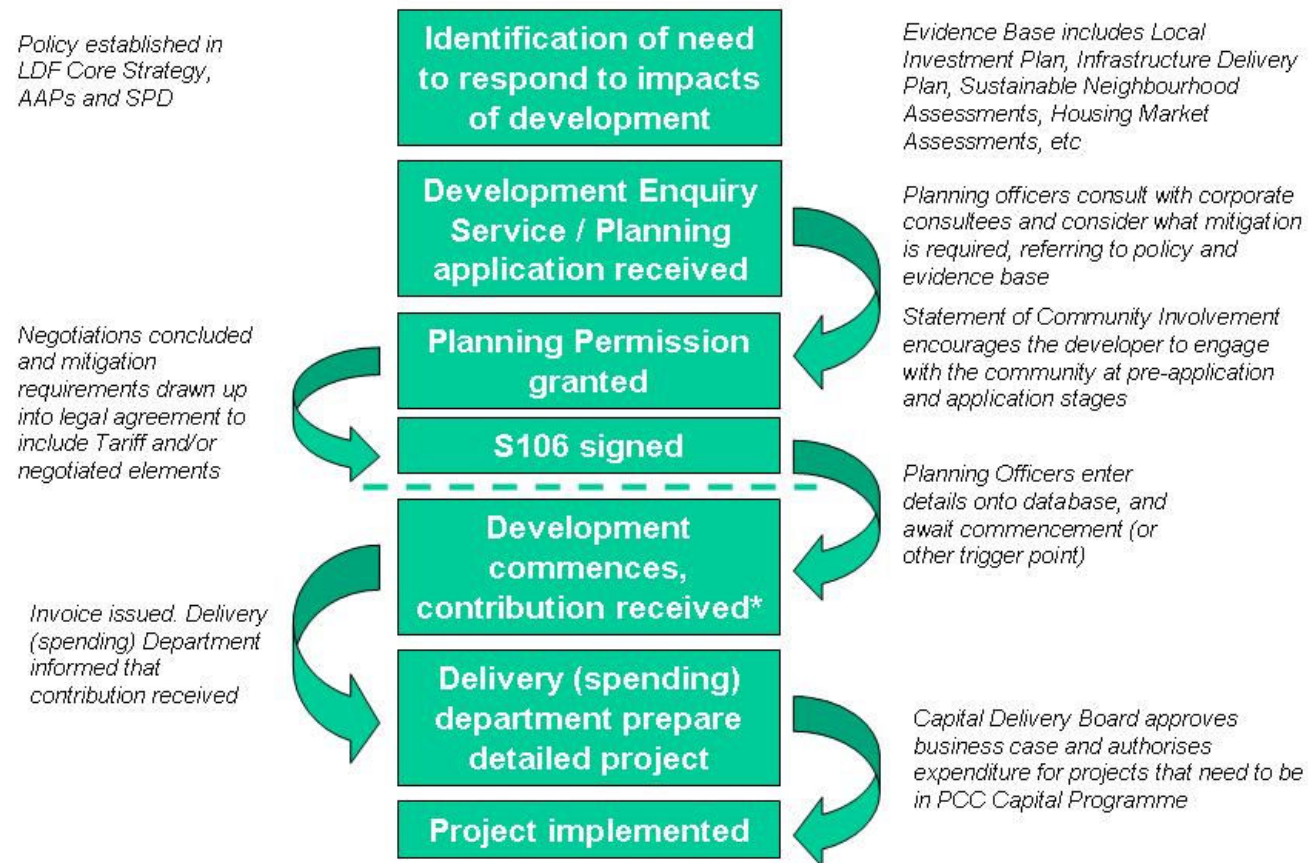 Policy established in
LDF Core Strategy,
AAPs and SPD
Identification of need
to respond to impacts
of development
Evidence Base includes Local
Investment Plan, Infrastructure Delivery
Plan, Sustainable Neighbourhood
Assessments, Housing Market
Assessments, etc
Development Enquiry
Service / Planning
application received
Planning officers consult with corporate
consultees and consider what mitigation
is required, referring to policy and
evidence base
Planning Permission
granted
Statement of Community Involvement
encourages the developer to engage
with the community at pre-application
and application stages
Negotiations concluded
and mitigation
requirements drawn up
into legal agreement to
include Tariff and/or
negotiated elements
S106 signed
Planning Officers enter
details onto database, and
await commencement (or
other trigger point)
Development
commences,
contribution received*
Invoice issued. Delivery
(spending) Department
informed that
contribution received
Delivery (spending)
department prepare
detailed project
Capital Delivery Board approves
business case and authorises
expenditure for projects that need to be
in PCC Capital Programme
Project implemented